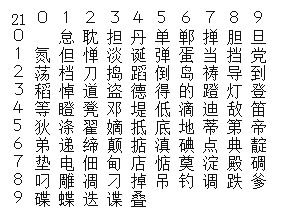 21 0 1 2 3 4 5 6 7 8 9
0 怠 耽 担 丹 单 郸 掸 胆 旦
1 氮 但 惮 淡 诞 弹 蛋 当 挡 党
2 荡 档 刀 捣 蹈 倒 岛 祷 导 到
3 稻 悼 道 盗 德 得 的 蹬 灯 登
4 等 瞪 凳 邓 堤 低 滴 迪 敌 笛
5 狄 涤 翟 嫡 抵 底 地 蒂 第 帝
6 弟 递 缔 颠 掂 滇 碘 点 典 靛
7 垫 电 佃 甸 店 惦 奠 淀 殿 碉
8 叼 雕 凋 刁 掉 吊 钓 调 跌 爹
9 碟 蝶 迭 谍 叠